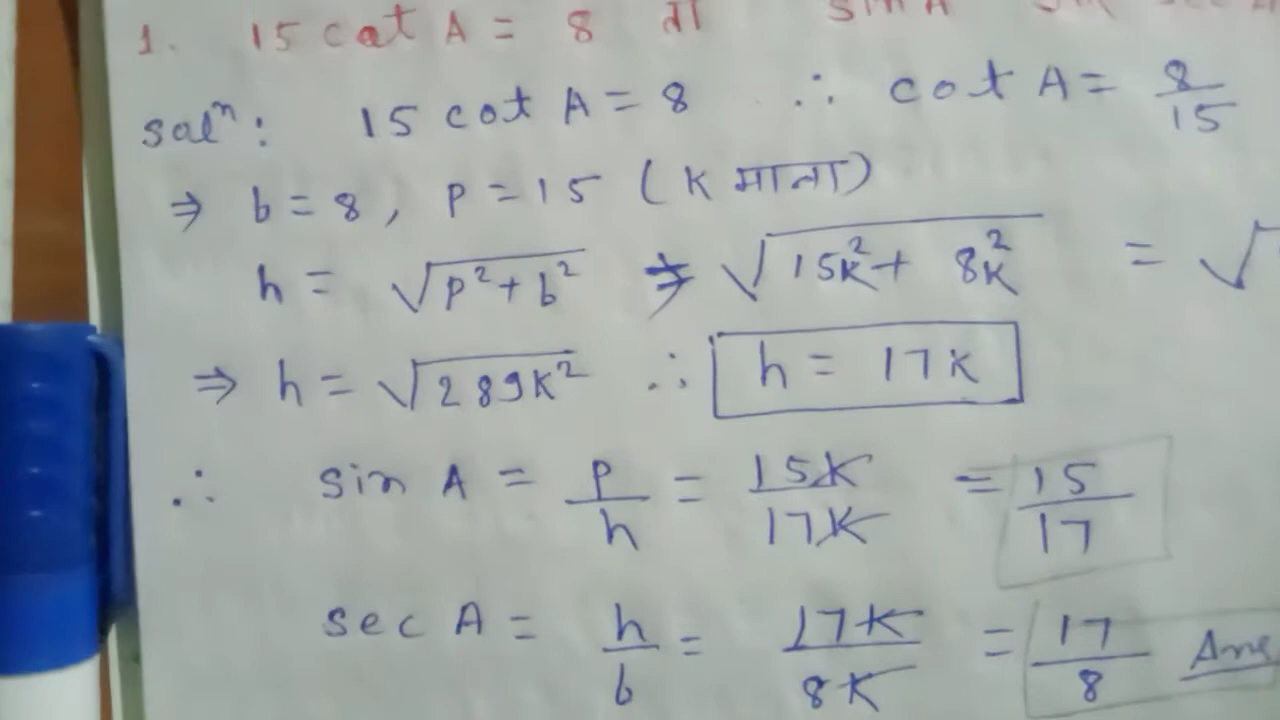 1. 15 cot A = 8 तो sin A
Solⁿ: 15 cot A = 8 ∴ cot A = 8/15
⇒ b = 8, P = 15 (K माना)
h = √(P² + b²) ⇒ √(15K² + 8K²) = √
⇒ h = √(289K²) ∴ h = 17K
∴ sin A = P/h = 15K/17K = 15/17
sec A = h/b = 17K/8K = 17/8 Ans